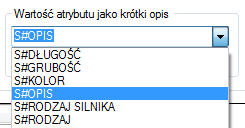 Wartość atrybutu jako krótki opis
S#OPIS
S#DŁUGOŚĆ
S#GRUBOŚĆ
S#KOLOR
S#OPIS
S#RODZAJ SILNIKA
S#RODZAJ